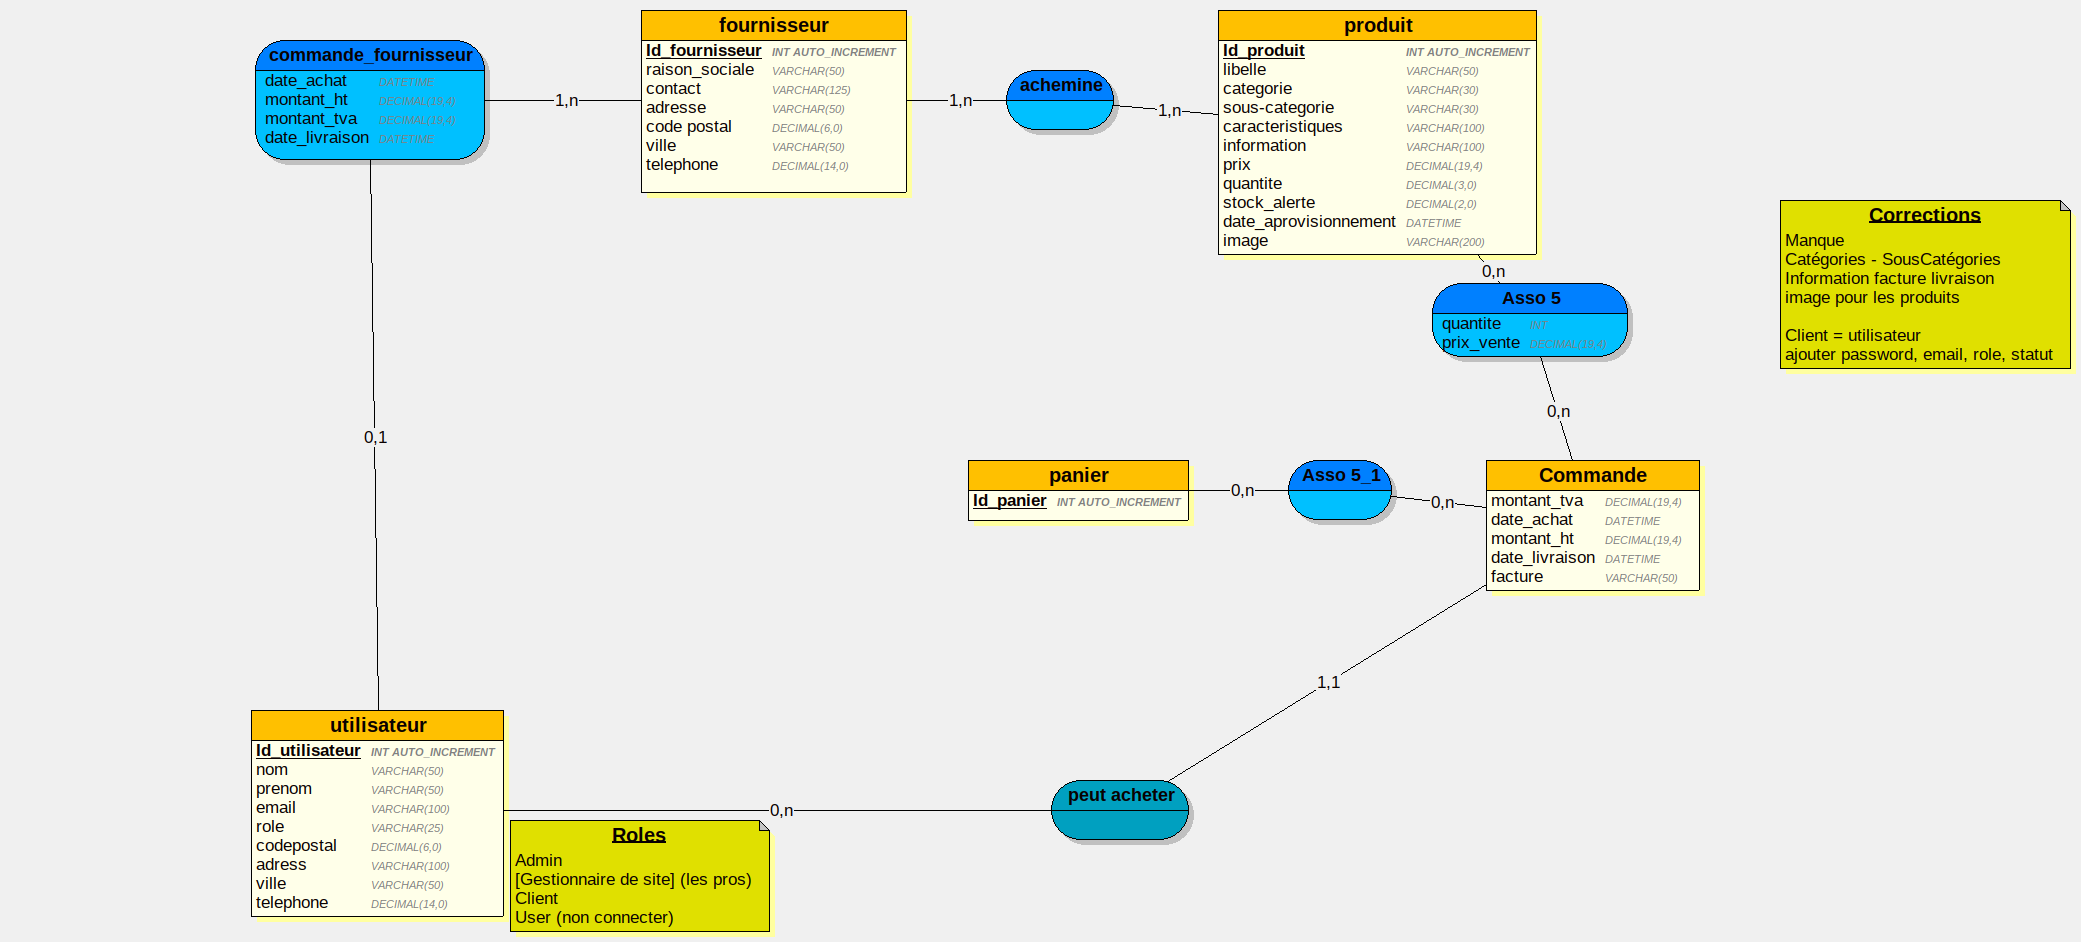 commande_fournisseur
date_achat DATETIME
montant_ht DECIMAL(19,4)
montant_tva DECIMAL(19,4)
date_livraison DATETIME
1,n
fournisseur
Id_fournisseur INT AUTO_INCREMENT
raison_sociale VARCHAR(50)
contact VARCHAR(125)
adresse VARCHAR(50)
code postal DECIMAL(6,0)
ville VARCHAR(50)
telephone DECIMAL(14,0)
1,n
achemine
1,n
produit
Id_produit INT AUTO_INCREMENT
libelle VARCHAR(50)
categorie VARCHAR(30)
sous-categorie VARCHAR(30)
caracteristiques VARCHAR(100)
information VARCHAR(100)
prix DECIMAL(19,4)
quantite DECIMAL(3,0)
stock_alerte DECIMAL(2,0)
date_aprovisionnement DATETIME
image VARCHAR(200)
0,n
Asso 5
quantite INT
prix_vente DECIMAL(19,4)
0,n
Corrections
Manque
Catégories - SousCatégories
Information facture livraison
image pour les produits
Client = utilisateur
ajouter password, email, role, statut
0,1
panier
Id_panier INT AUTO_INCREMENT
0,n
Asso 5_1
0,n
Commande
montant_tva DECIMAL(19,4)
date_achat DATETIME
montant_ht DECIMAL(19,4)
date_livraison DATETIME
facture VARCHAR(50)
1,1
utilisateur
Id_utilisateur INT AUTO_INCREMENT
nom VARCHAR(50)
prenom VARCHAR(50)
email VARCHAR(100)
role VARCHAR(25)
codepostal DECIMAL(6,0)
adress VARCHAR(100)
ville VARCHAR(50)
telephone DECIMAL(14,0)
0,n
peut acheter
Roles
Admin
[Gestionnaire de site] (les pros)
Client
User (non connecter)